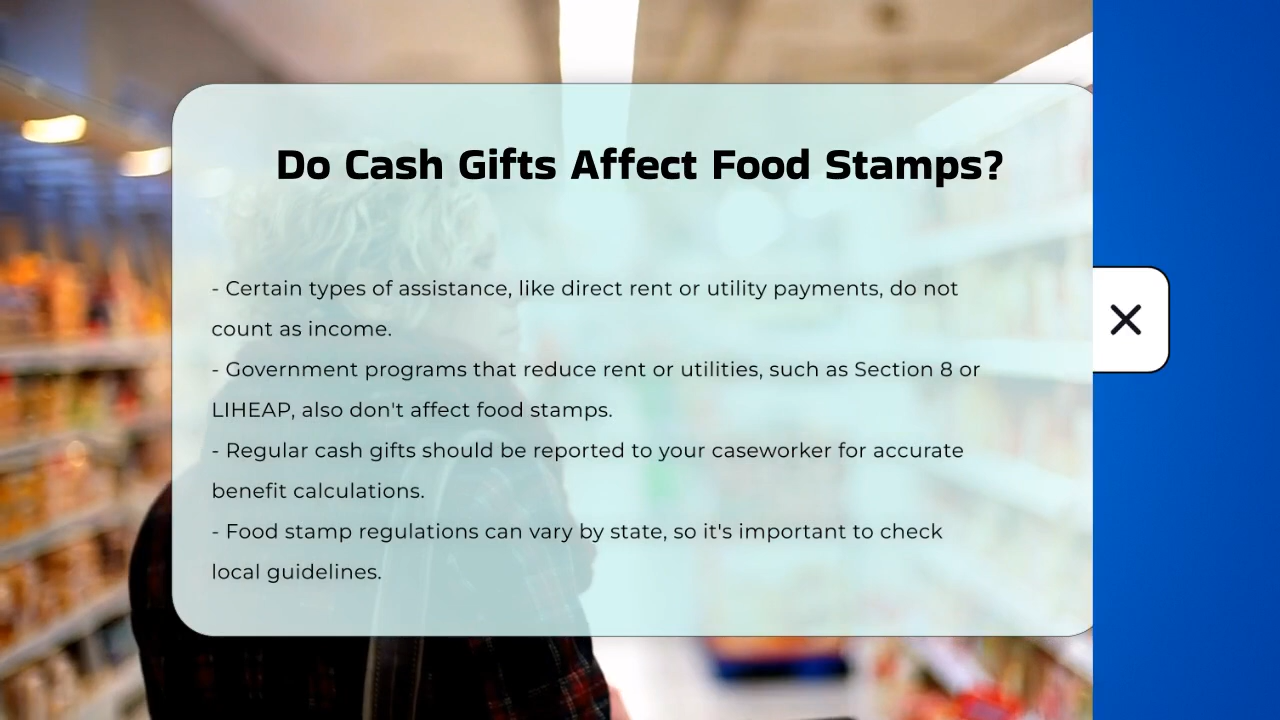 Do Cash Gifts Affect Food Stamps?
- Certain types of assistance, like direct rent or utility payments, do not
count as income.
- Government programs that reduce rent or utilities, such as Section 8 or
LIHEAP, also don't affect food stamps.
- Regular cash gifts should be reported to your caseworker for accurate
benefit calculations.
- Food stamp regulations can vary by state, so it's important to check
local guidelines.